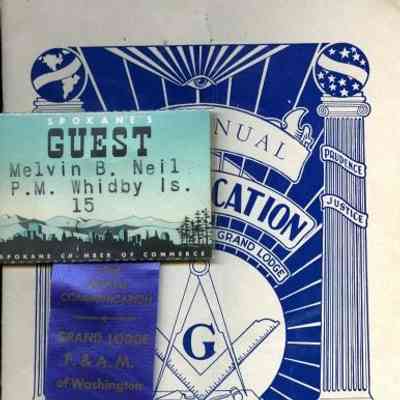 SPOKANE'S
GUEST
Melvin B. Neil
P.M. Whidby Is.
15
SPOKANE CHAMBER OF COMMERCE
NUAL
CATION
GRAND LODGE
PRUDENCE
JUSTICE
G
COMMUNICATION
GRAND LODGE
F. & A.M.
of Washington